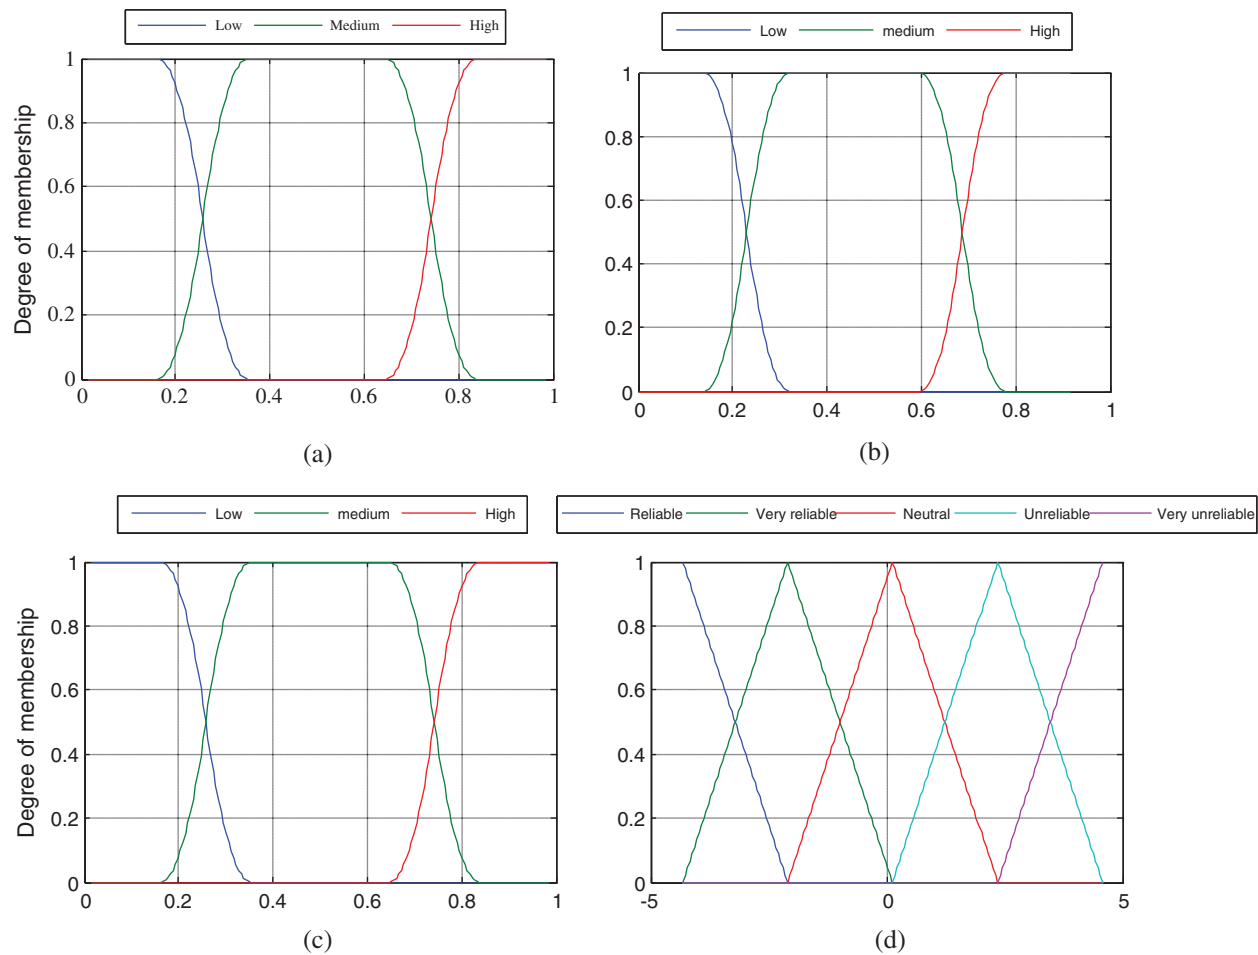 Low Medium High
1
0.8
0.6
0.4
0.2
0
Degree of membership
0 0.2 0.4 0.6 0.8 1
(a)
Low medium High
1
0.8
0.6
0.4
0.2
0
0 0.2 0.4 0.6 0.8 1
(b)
Low medium High
1
0.8
0.6
0.4
0.2
0
Degree of membership
0 0.2 0.4 0.6 0.8 1
(c)
Reliable Very reliable Neutral Unreliable Very unreliable
1
0.8
0.6
0.4
0.2
0
-5 0 5
(d)